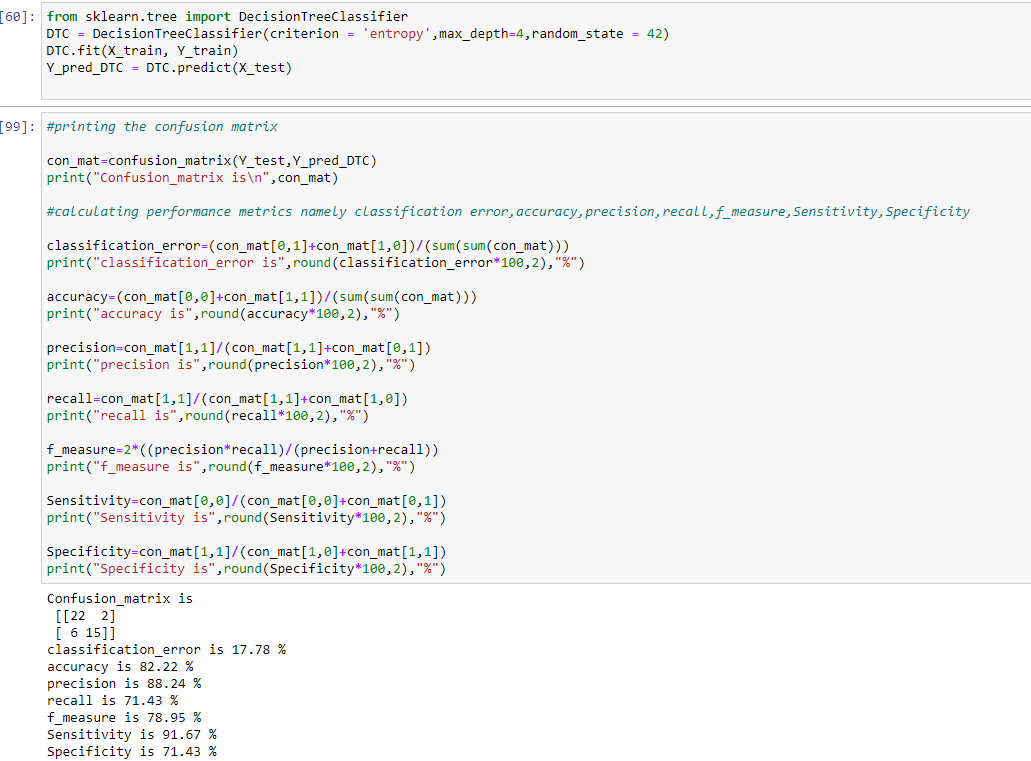 [60]: from sklearn.tree import DecisionTreeClassifier
DTC = DecisionTreeClassifier(criterion = 'entropy',max_depth=4,random_state = 42)
DTC.fit(X_train, Y_train)
Y_pred_DTC = DTC.predict(X_test)
[99]: #printing the confusion matrix
con_mat=confusion_matrix(Y_test,Y_pred_DTC)
print("Confusion_matrix is\n",con_mat)
#calculating performance metrics namely classification error,accuracy,precision,recall,f_measure,Sensitivity,Specificity
classification_error=(con_mat[0,1]+con_mat[1,0])/(sum(sum(con_mat)))
print("classification_error is",round(classification_error*100,2),"%")
accuracy=(con_mat[0,0]+con_mat[1,1])/(sum(sum(con_mat)))
print("accuracy is",round(accuracy*100,2),"%")
precision=con_mat[1,1]/(con_mat[1,1]+con_mat[0,1])
print("precision is",round(precision*100,2),"%")
recall=con_mat[1,1]/(con_mat[1,1]+con_mat[1,0])
print("recall is",round(recall*100,2),"%")
f_measure=2*((precision*recall)/(precision+recall))
print("f_measure is",round(f_measure*100,2),"%")
Sensitivity=con_mat[0,0]/(con_mat[0,0]+con_mat[0,1])
print("Sensitivity is",round(Sensitivity*100,2),"%")
Specificity=con_mat[1,1]/(con_mat[1,0]+con_mat[1,1])
print("Specificity is",round(Specificity*100,2),"%")
Confusion_matrix is
[[22  2]
[ 6 15]]
classification_error is 17.78 %
accuracy is 82.22 %
precision is 88.24 %
recall is 71.43 %
f_measure is 78.95 %
Sensitivity is 91.67 %
Specificity is 71.43 %